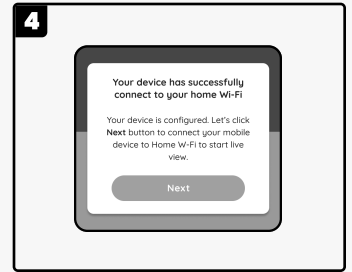 4
Your device has successfully
connect to your home Wi-Fi
Your device is configured. Let's click
Next button to connect your mobile
device to Home W-Fi to start live
view.
Next